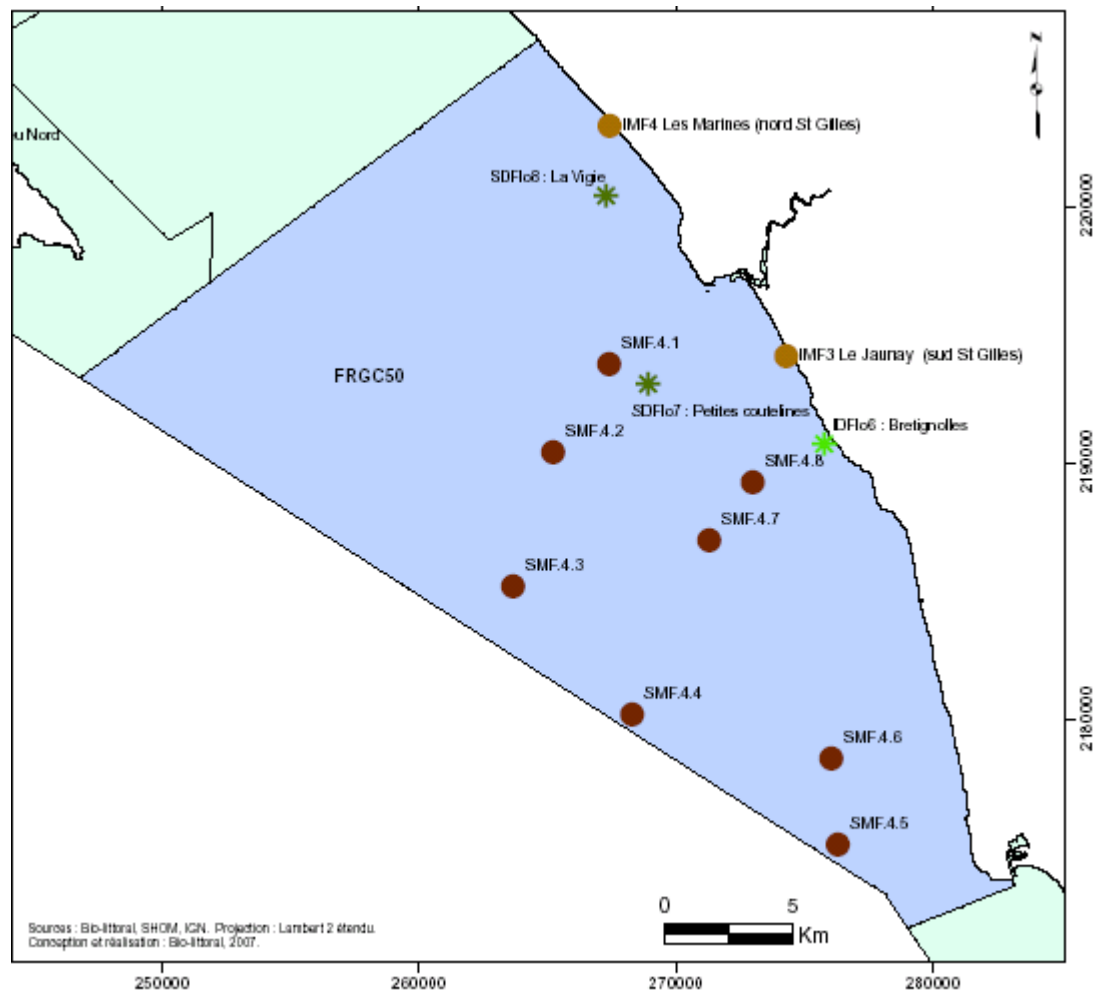 N
IMF4 Les Marines (nord St Gilles)
u Nord
SDFlo8 : La Vigie
2200000
SMF.4.1
IMF3 Le Jaunay (sud St Gilles)
FRGC50
SDFlo7 : Petites coutelines
IDFlo6 : Bretignolles
SMF.4.2
SMF.4.8
2190000
SMF.4.7
SMF.4.3
SMF.4.4
2180000
SMF.4.6
SMF.4.5
0 5
Km
Sources : Bio-littoral, SHOM, IGN. Projection : Lambert 2 étendu.
Conception et réalisation : Bio-littoral, 2007.
250000 260000 270000 280000